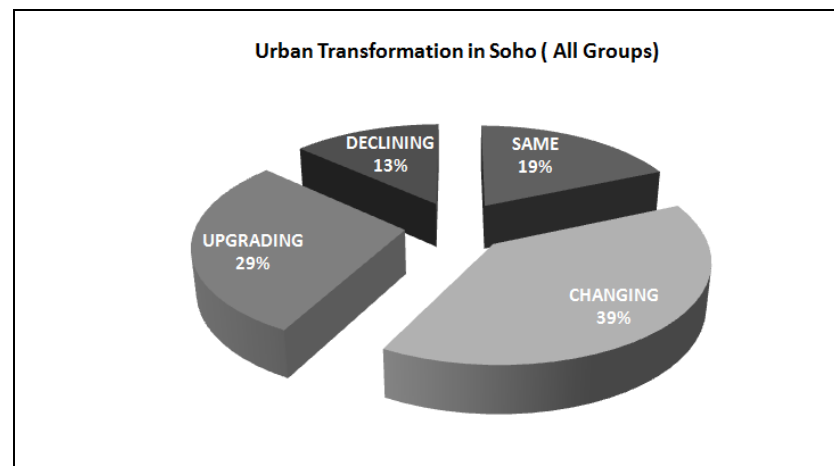 Urban Transformation in Soho ( All Groups)
DECLINING
13%
SAME
19%
UPGRADING
29%
CHANGING
39%